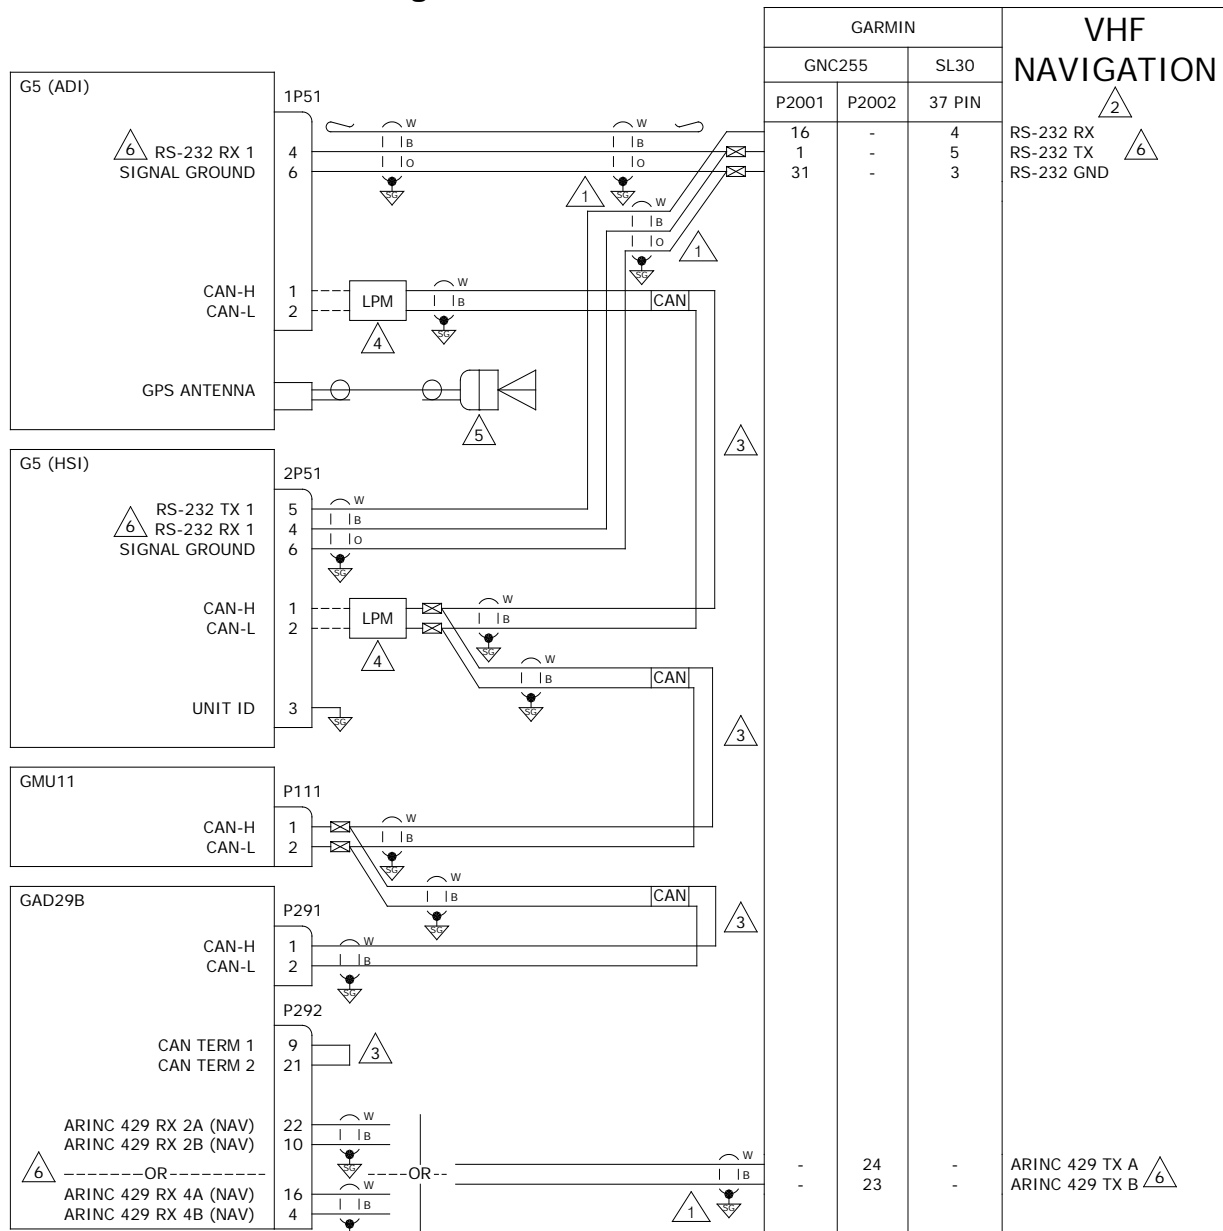 g
GARMIN
VHF
NAVIGATION
2
GNC255 SL30
P2001 P2002 37 PIN
16 - 4 RS-232 RX
1 - 5 RS-232 TX 6
31 - 3 RS-232 GND
G5 (ADI)
1P51
W
B
O
SG
W
B
O
SG
6 RS-232 RX 1 4
SIGNAL GROUND 6
1
W
B
O
SG
1
CAN-H 1
CAN-L 2
LPM
4
W
B
SG
CAN
GPS ANTENNA
5
3
G5 (HSI)
2P51
RS-232 TX 1 5
6 RS-232 RX 1 4
SIGNAL GROUND 6
W
B
O
SG
CAN-H 1
CAN-L 2
LPM
4
W
B
SG
W
B
SG
CAN
UNIT ID 3
SG
3
GMU11
P111
CAN-H 1
CAN-L 2
W
B
SG
W
B
SG
CAN
3
GAD29B
P291
CAN-H 1
CAN-L 2
W
B
SG
P292
CAN TERM 1 9
CAN TERM 2 21
3
ARINC 429 RX 2A (NAV) 22
ARINC 429 RX 2B (NAV) 10
W
B
SG
6 -------OR----------
----OR--
ARINC 429 RX 4A (NAV) 16
ARINC 429 RX 4B (NAV) 4
W
B
W
B
SG
1
- 24 - ARINC 429 TX A
- 23 - ARINC 429 TX B 6